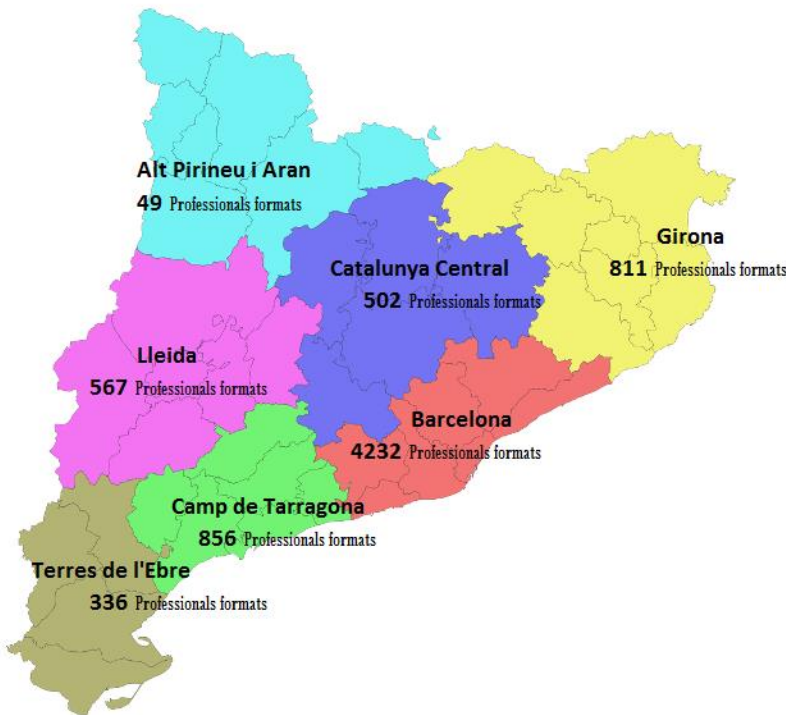 Alt Pirineu i Aran
49 Professionals formats
Girona
811 Professionals formats
Catalunya Central
502 Professionals formats
Lleida
567 Professionals formats
Barcelona
4232 Professionals formats
Camp de Tarragona
856 Professionals formats
Terres de l'Ebre
336 Professionals formats